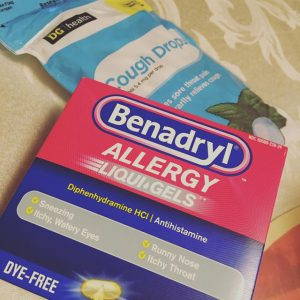 DG health
Cough Drops
Benadryl
ALLERGY
LIQUI-GELS
Diphenhydramine HCl | Antihistamine
Sneezing
Itchy, Watery Eyes
Runny Nose
Itchy Throat
DYE-FREE